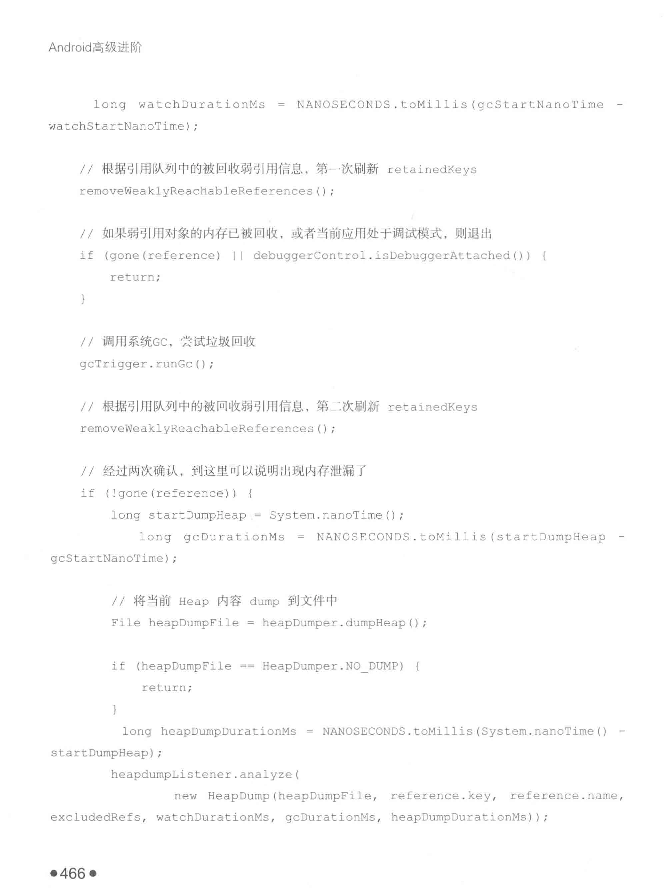 Android高级进阶
long watchDurationMs = NANOSECONDS.toMillis(gcStartNanoTime -
watchStartNanoTime);
// 根据引用队列中的被回收弱引用信息，第一次刷新 retainedKeys
removeWeaklyReachableReferences();
// 如果弱引用对象的内存已被回收，或者当前应用处于调试模式，则退出
if (gone(reference) || debuggerControl.isDebuggerAttached()) {
return;
}
// 调用系统GC，尝试垃圾回收
gcTrigger.runGc();
// 根据引用队列中的被回收弱引用信息，第二次刷新 retainedKeys
removeWeaklyReachableReferences();
// 经过两次确认，到这里可以说明出现内存泄漏了
if (!gone(reference)) {
long startDumpHeap = System.nanoTime();
long gcDurationMs = NANOSECONDS.toMillis(startDumpHeap -
gcStartNanoTime);
// 将当前 Heap 内容 dump 到文件中
File heapDumpFile = heapDumper.dumpHeap();
if (heapDumpFile == HeapDumper.NO_DUMP) {
return;
}
long heapDumpDurationMs = NANOSECONDS.toMillis(System.nanoTime() -
startDumpHeap);
heapdumpListener.analyze(
new HeapDump(heapDumpFile, reference.key, reference.name,
excludedRefs, watchDurationMs, gcDurationMs, heapDumpDurationMs));
●466●